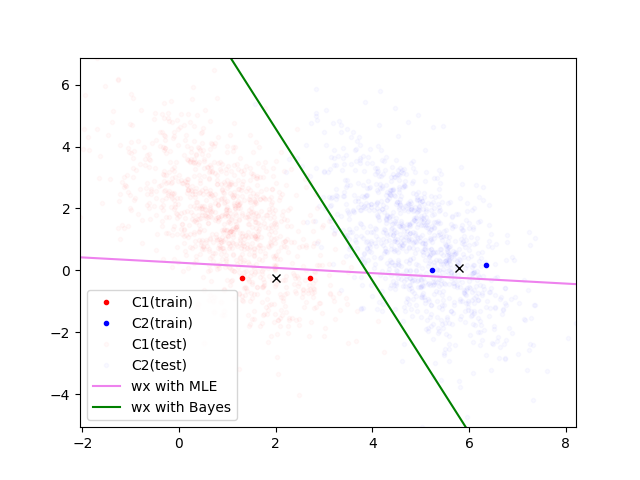 6
4
2
0
−2
−4
C1(train)
C2(train)
C1(test)
C2(test)
wx with MLE
wx with Bayes
−2
0
2
4
6
8